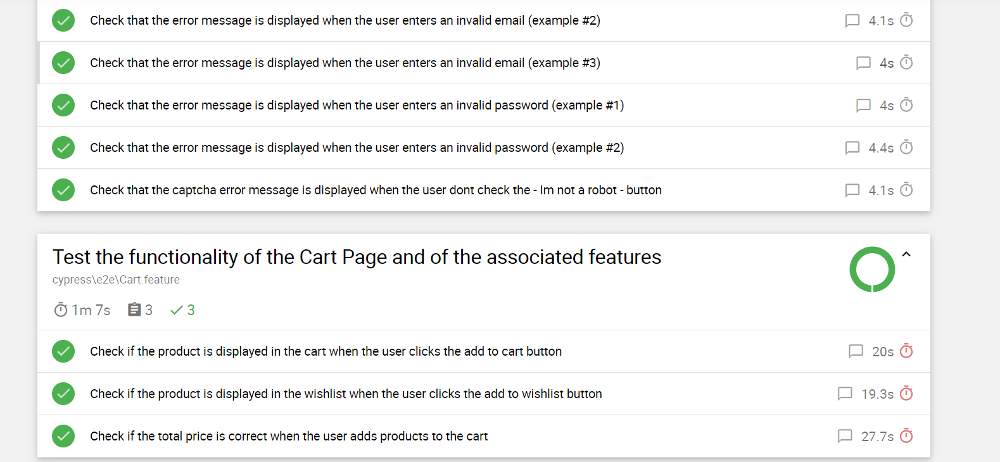 Check that the error message is displayed when the user enters an invalid email (example #2) 4.1s
Check that the error message is displayed when the user enters an invalid email (example #3) 4s
Check that the error message is displayed when the user enters an invalid password (example #1) 4s
Check that the error message is displayed when the user enters an invalid password (example #2) 4.4s
Check that the captcha error message is displayed when the user dont check the - Im not a robot - button 4.1s
Test the functionality of the Cart Page and of the associated features
cypress\e2e\Cart.feature
1m 7s 3 3
Check if the product is displayed in the cart when the user clicks the add to cart button 20s
Check if the product is displayed in the wishlist when the user clicks the add to wishlist button 19.3s
Check if the total price is correct when the user adds products to the cart 27.7s